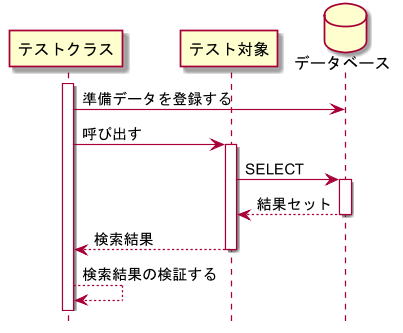 テストクラス
テスト対象
データベース
準備データを登録する
呼び出す
SELECT
結果セット
検索結果
検索結果の検証する